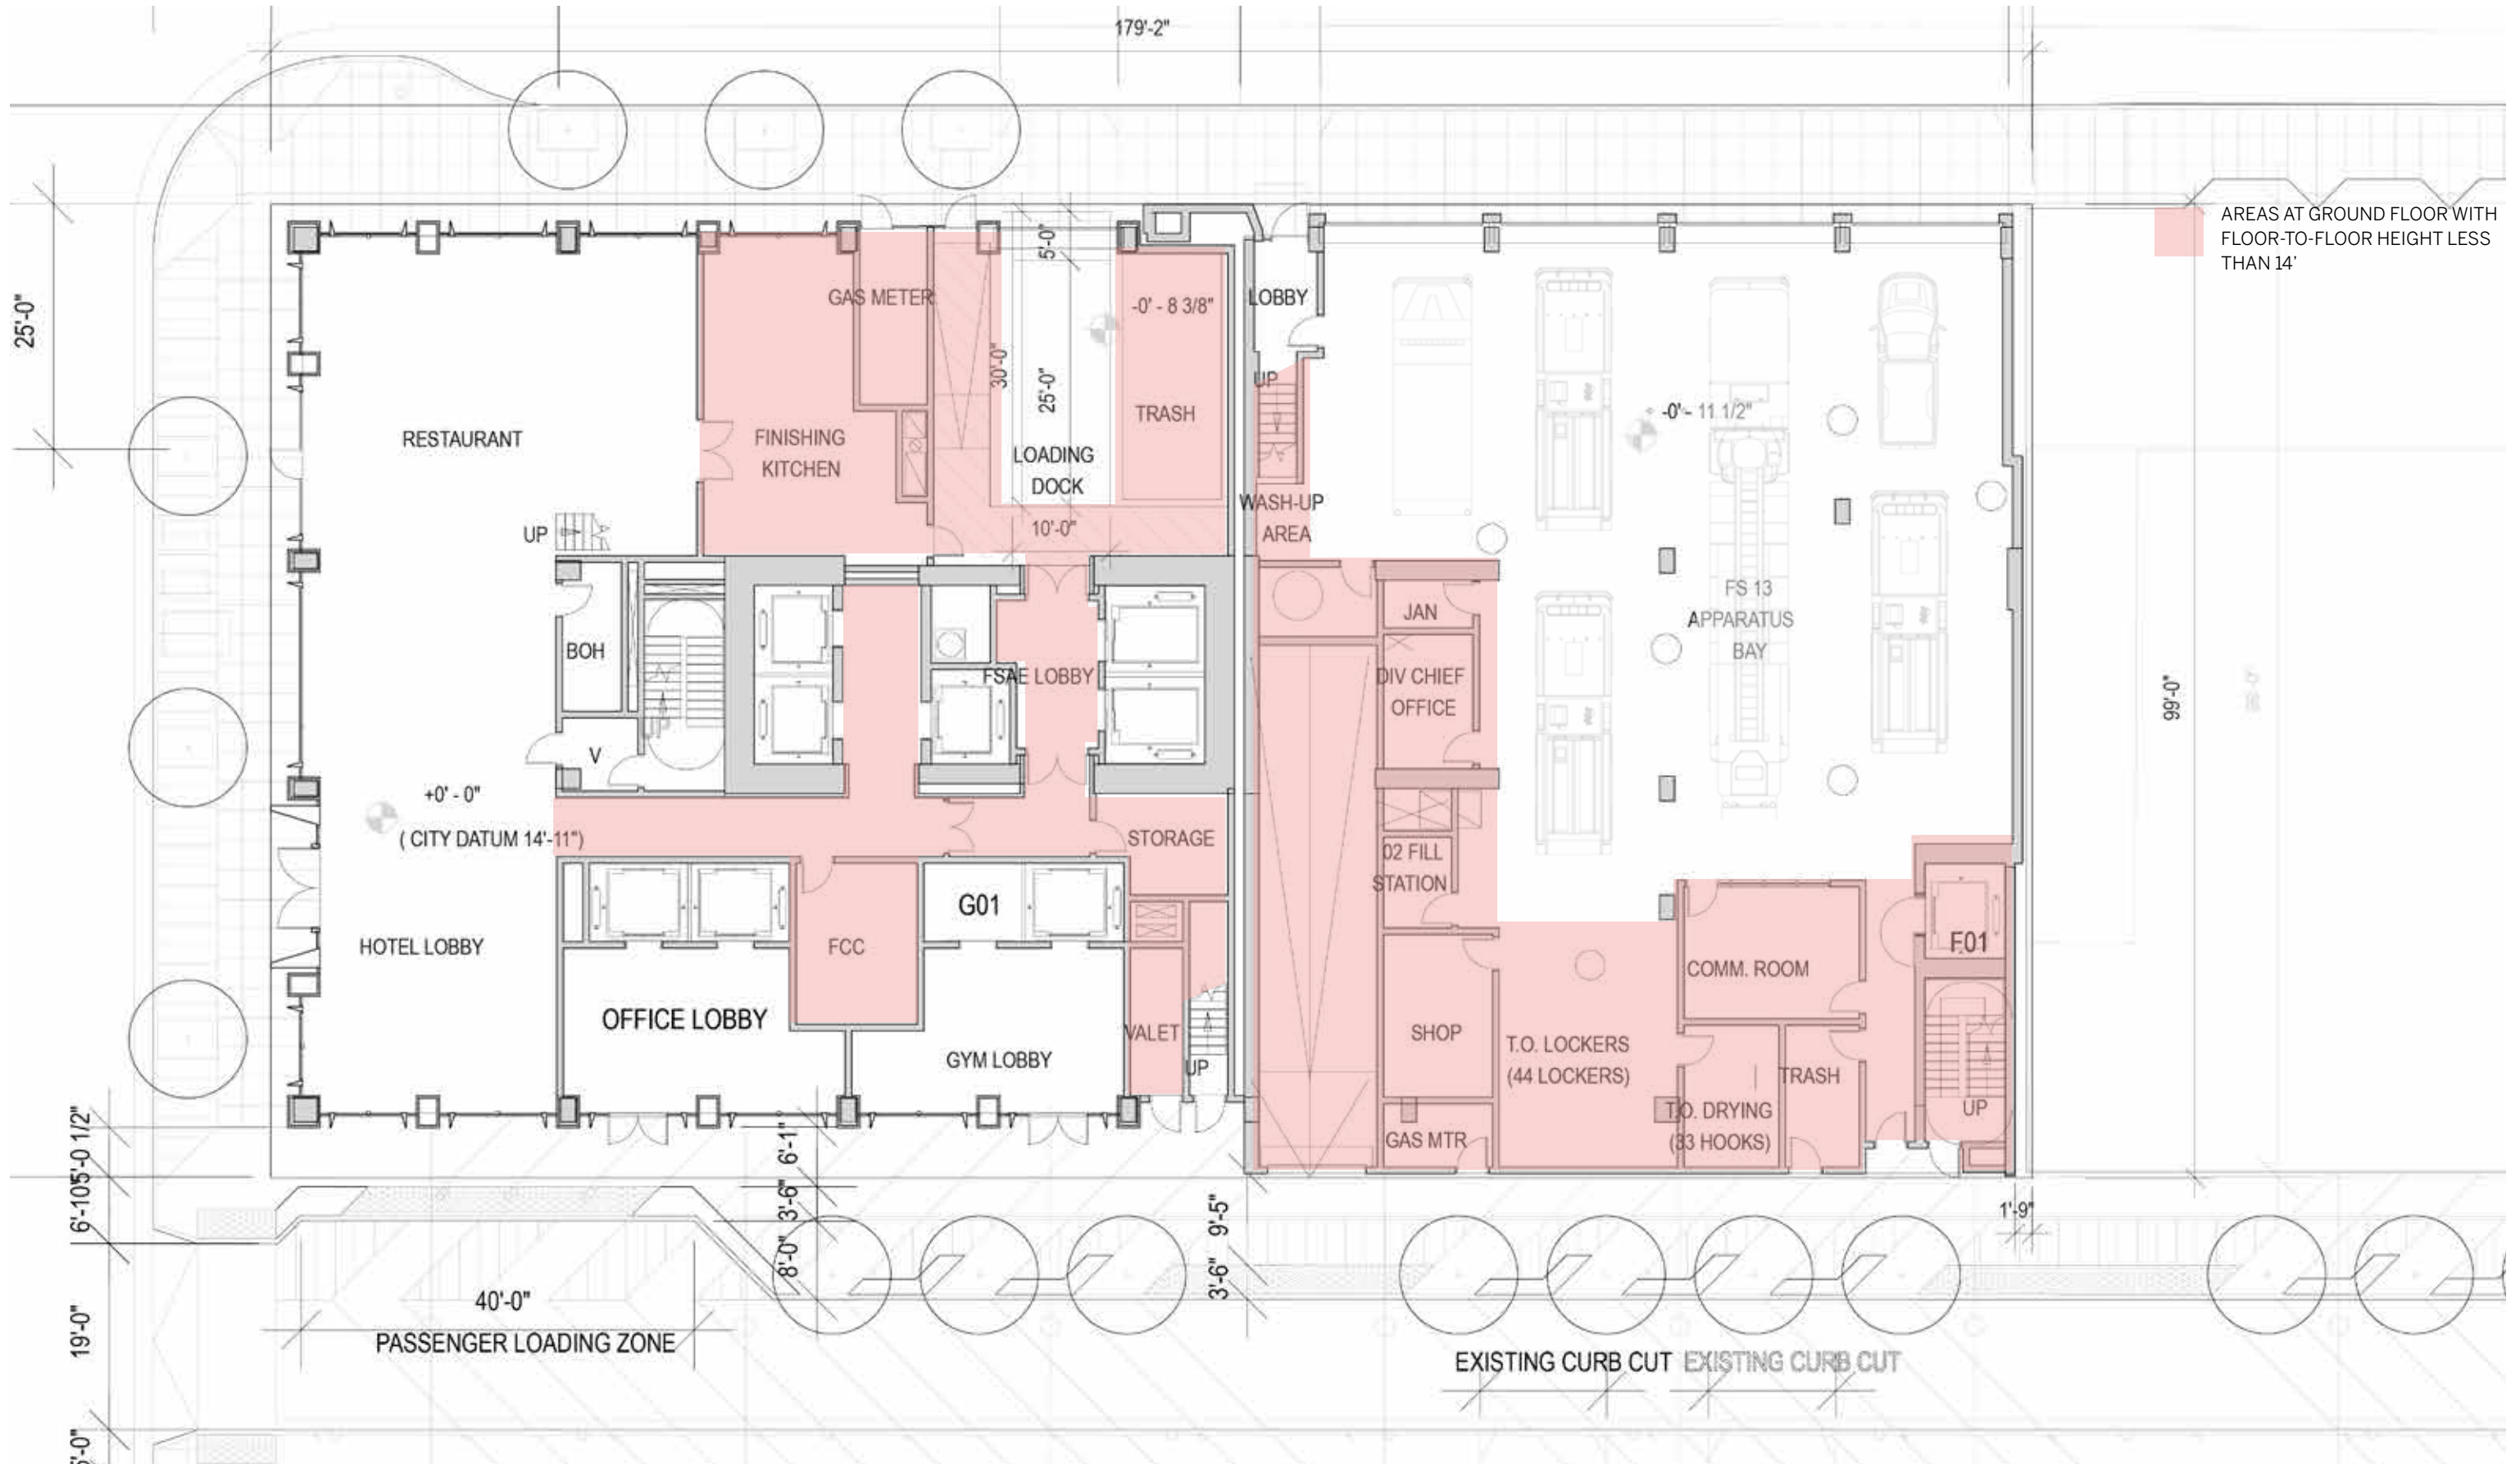 179'-2"
AREAS AT GROUND FLOOR WITH
FLOOR-TO-FLOOR HEIGHT LESS
THAN 14'
25'-0"
5'-0"
GAS METER
-0' - 8 3/8"
LOBBY
30'-0"
25'-0"
UP
TRASH
-0' - 11 1/2"
RESTAURANT
FINISHING
KITCHEN
LOADING
DOCK
WASH-UP
AREA
UP
10'-0"
FS 13
APPARATUS
BAY
JAN
BOH
FSAE LOBBY
DIV CHIEF
OFFICE
99'-0"
V
+0' - 0"
( CITY DATUM 14'-11")
STORAGE
02 FILL
STATION
G01
HOTEL LOBBY
FCC
F01
COMM. ROOM
OFFICE LOBBY
GYM LOBBY
VALET
UP
SHOP
T.O. LOCKERS
(44 LOCKERS)
TRASH
T.O. DRYING
(33 HOOKS)
UP
GAS MTR
5'-0 1/2"
6'-10
6'-1"
3'-6"
8'-0"
9'-5"
3'-6"
1'-9"
40'-0"
PASSENGER LOADING ZONE
19'-0"
EXISTING CURB CUT EXISTING CURB CUT